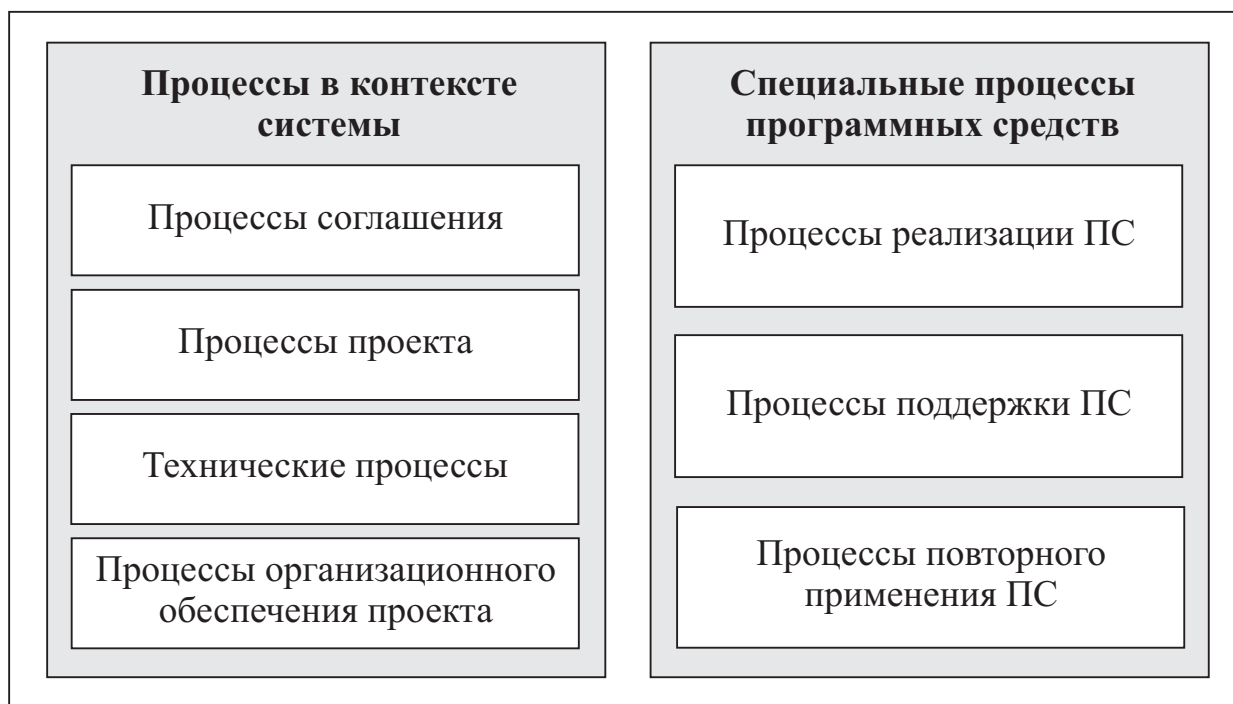 Процессы в контексте
системы
Процессы соглашения
Процессы проекта
Технические процессы
Процессы организационного
обеспечения проекта
Специальные процессы
программных средств
Процессы реализации ПС
Процессы поддержки ПС
Процессы повторного
применения ПС